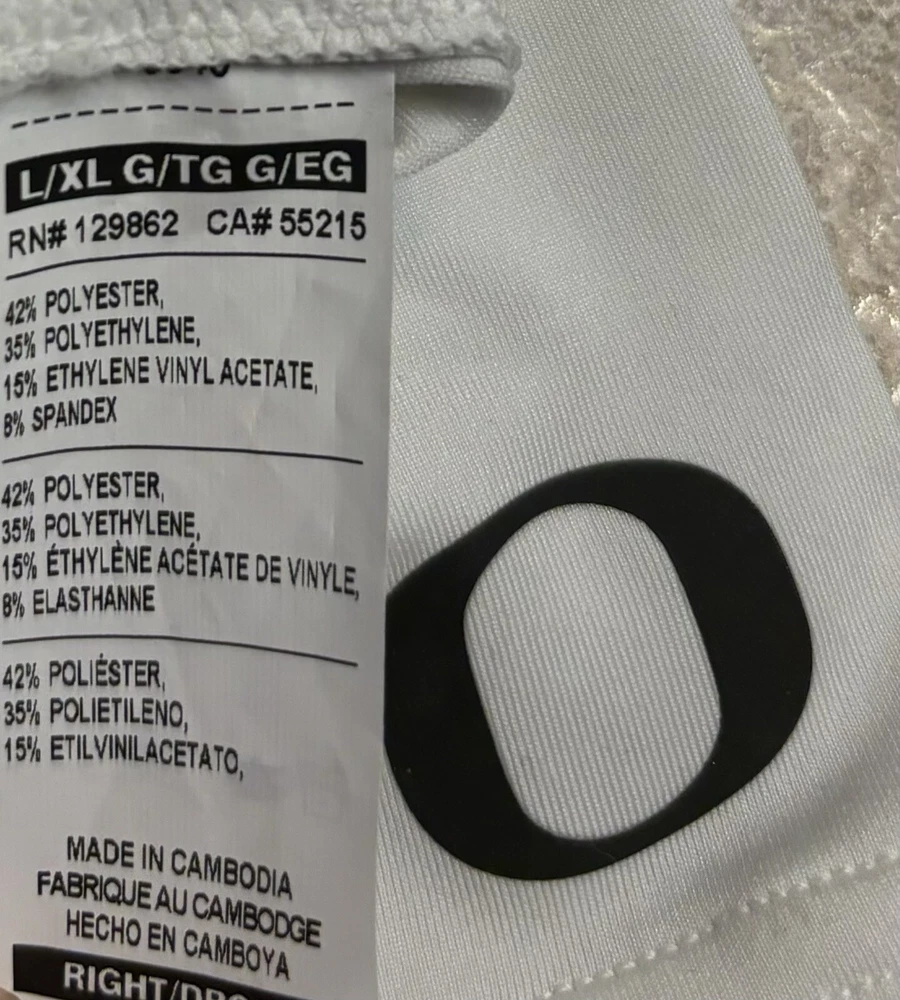 L/XL G/TG G/EG
RN# 129862 CA# 55215
42% POLYESTER,
35% POLYETHYLENE,
15% ETHYLENE VINYL ACETATE,
8% SPANDEX
42% POLYESTER,
35% POLYETHYLENE,
15% ÉTHYLÈNE ACÉTATE DE VINYLE,
8% ELASTHANNE
42% POLIÉSTER,
35% POLIETILENO,
15% ETILVINILACETATO,
MADE IN CAMBODIA
FABRIQUE AU CAMBODGE
HECHO EN CAMBOYA
RIGHT/
O